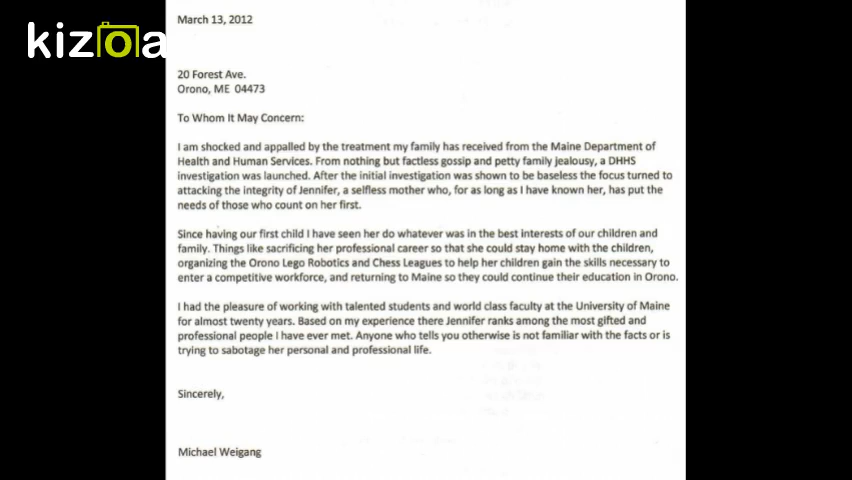 kizoa
March 13, 2012
20 Forest Ave.
Orono, ME 04473
To Whom It May Concern:
I am shocked and appalled by the treatment my family has received from the Maine Department of
Health and Human Services. From nothing but factless gossip and petty family jealousy, a DHHS
investigation was launched. After the initial investigation was shown to be baseless the focus turned to
attacking the integrity of Jennifer, a selfless mother who, for as long as I have known her, has put the
needs of those who count on her first.
Since having our first child I have seen her do whatever was in the best interests of our children and
family. Things like sacrificing her professional career so that she could stay home with the children,
organizing the Orono Lego Robotics and Chess Leagues to help her children gain the skills necessary to
enter a competitive workforce, and returning to Maine so they could continue their education in Orono.
I had the pleasure of working with talented students and world class faculty at the University of Maine
for almost twenty years. Based on my experience there Jennifer ranks among the most gifted and
professional people I have ever met. Anyone who tells you otherwise is not familiar with the facts or is
trying to sabotage her personal and professional life.
Sincerely,
Michael Weigang